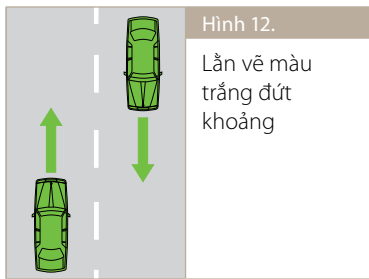 Hình 12.
Lằn vẽ màu
trắng đứt
khoảng